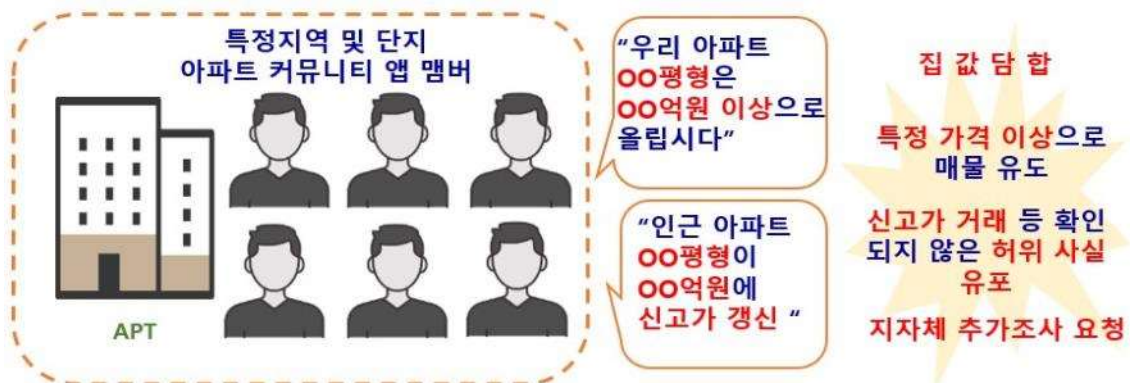 특정지역 및 단지
아파트 커뮤니티 앱 맴버
APT
“우리 아파트
OO평형은
OO억원 이상으로
올립시다”
“인근 아파트
OO평형이
OO억원에
신고가 갱신 “
집 값 담 합
특정 가격 이상으로
매물 유도
신고가 거래 등 확인
되지 않은 허위 사실
유포
지자체 추가조사 요청